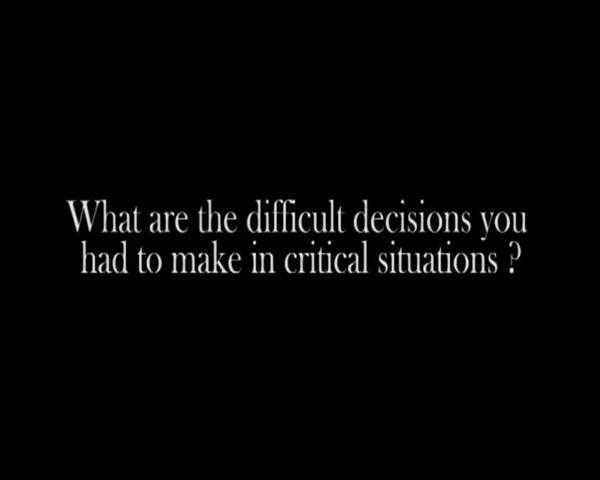 What are the difficult decisions you
had to make in critical situations ?